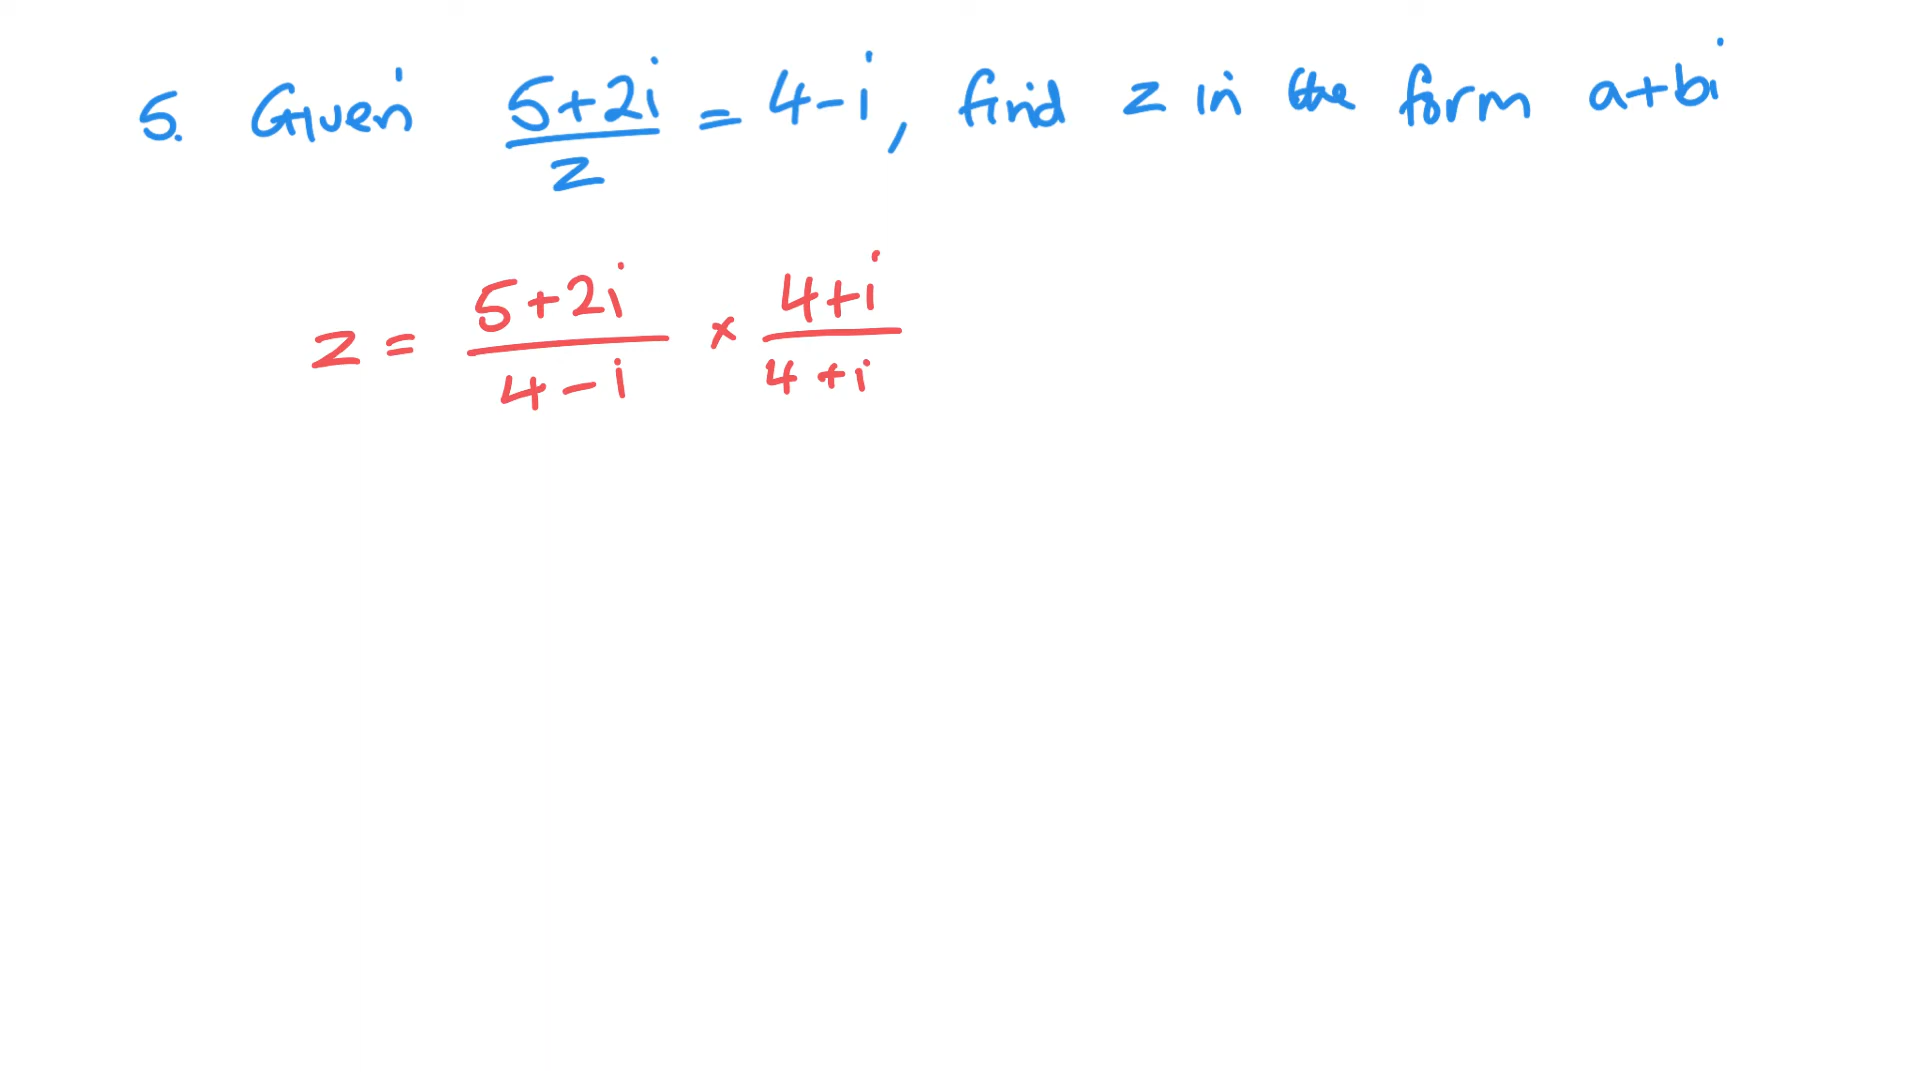 5. Given (5+2i)/z = 4-i, find z in the form a+bi
z = (5+2i)/(4-i) × (4+i)/(4+i)